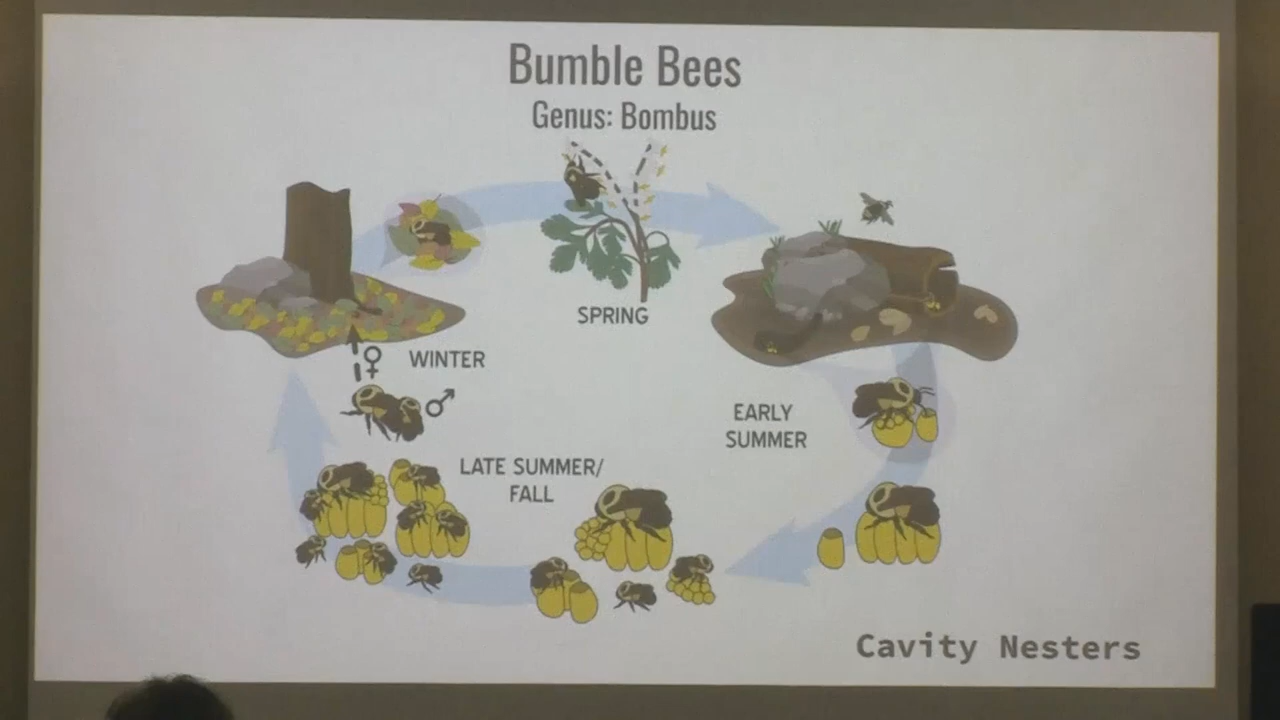 Bumble Bees
Genus: Bombus
SPRING
WINTER
♀
♂
EARLY
SUMMER
LATE SUMMER/
FALL
Cavity Nesters